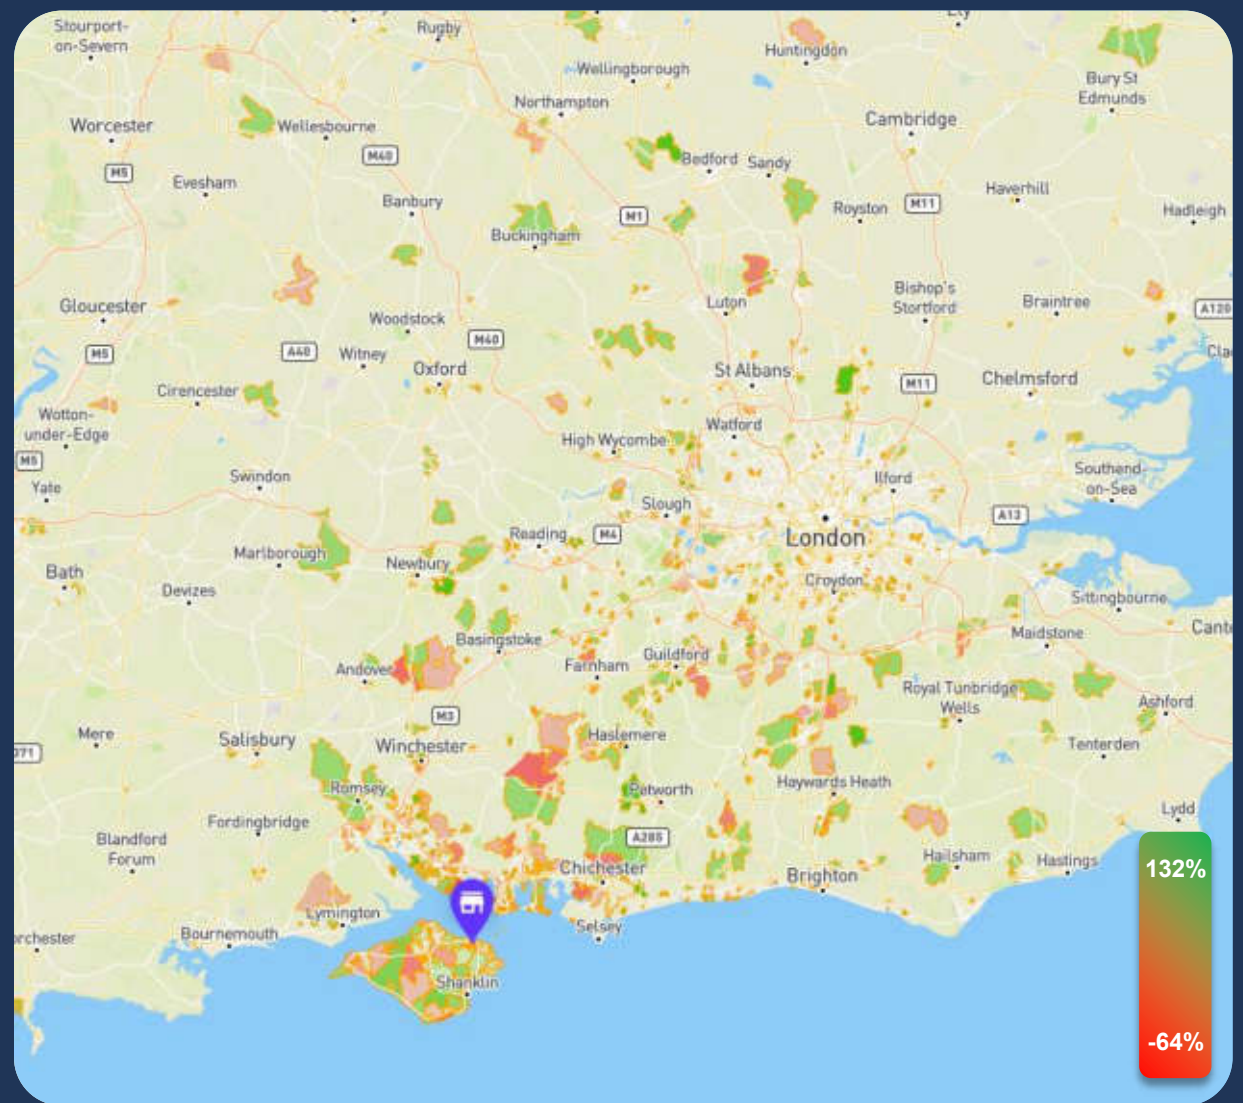 Stourport-
on-Severn
Rugby
Huntingdon
Wellingborough
Bury St
Edmunds
Northampton
Worcester
Wellesbourne
Cambridge
M40
Bedford
Sandy
M5
Evesham
Haverhill
Banbury
M1
Royston
M11
Hadleigh
Buckingham
Bishop's
Stortford
Gloucester
Luton
Braintree
A120
Woodstock
M40
M5
A40
Witney
Oxford
St Albans
M11
Chelmsford
Cla
Cirencester
Wotton-
under-Edge
Watford
High Wycombe
M5
Yate
Swindon
Ilford
Southend-
on-Sea
Slough
A13
Reading
M4
London
Marlborough
Newbury
Bath
Croydon
Devizes
Sittingbourne
Basingstoke
Maidstone
Cante
Andover
Farnham
Guildford
Royal Tunbridge
Wells
Ashford
M3
Mere
Salisbury
Winchester
Haslemere
Tenterden
371
Romsey
Petworth
Haywards Heath
Lydd
Fordingbridge
Blandford
Forum
A285
Chichester
Hailsham
Hastings
132%
Brighton
Lymington
Selsey
Bournemouth
orchester
Shanklin
-64%